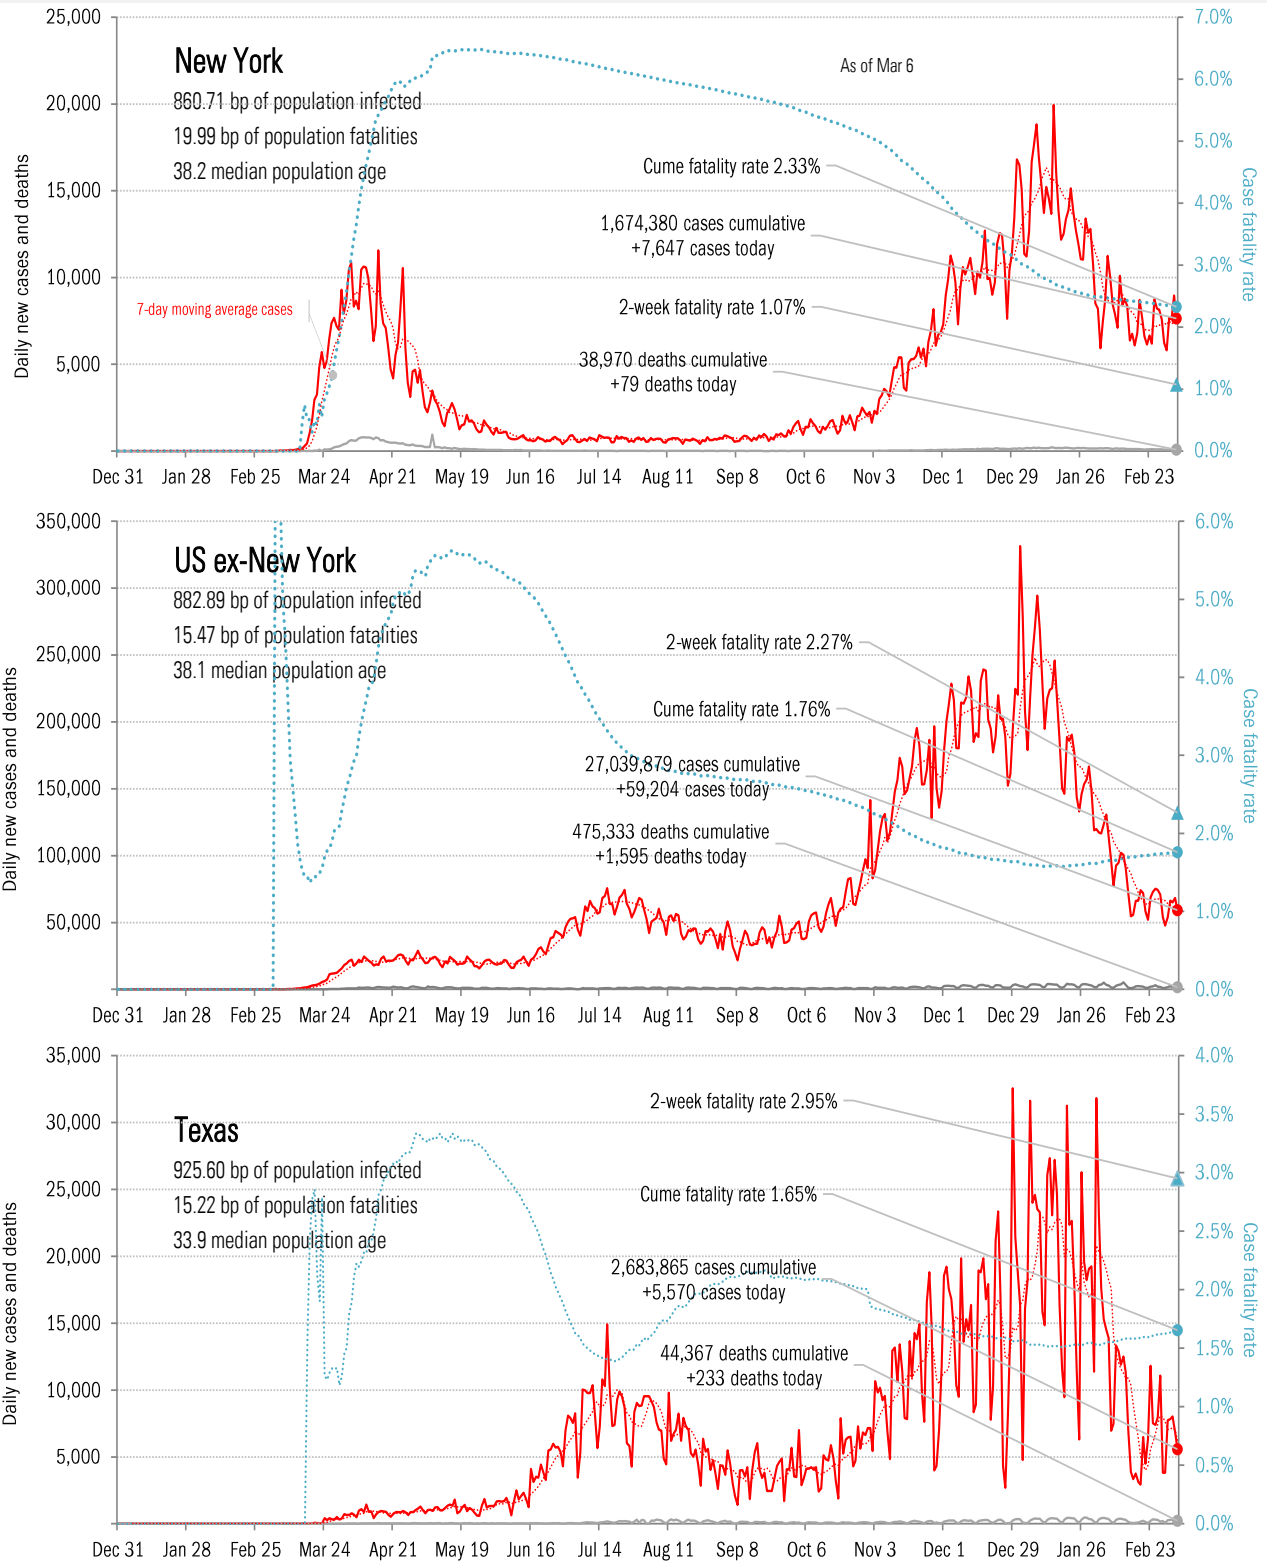 25,000
7.0%
New York
As of Mar 6
860.71 bp of population infected
19.99 bp of population fatalities
38.2 median population age
20,000
6.0%
15,000
5.0%
4.0%
10,000
3.0%
2.0%
5,000
1.0%
0.0%
Daily new cases and deaths
Case fatality rate
Cume fatality rate 2.33%
1,674,380 cases cumulative
+7,647 cases today
2-week fatality rate 1.07%
7-day moving average cases
38,970 deaths cumulative
+79 deaths today
Dec 31 Jan 28 Feb 25 Mar 24 Apr 21 May 19 Jun 16 Jul 14 Aug 11 Sep 8 Oct 6 Nov 3 Dec 1 Dec 29 Jan 26 Feb 23
350,000
6.0%
US ex-New York
882.89 bp of population infected
15.47 bp of population fatalities
38.1 median population age
300,000
5.0%
250,000
4.0%
200,000
3.0%
150,000
2.0%
100,000
1.0%
50,000
0.0%
Daily new cases and deaths
Case fatality rate
2-week fatality rate 2.27%
Cume fatality rate 1.76%
27,039,879 cases cumulative
+59,204 cases today
475,333 deaths cumulative
+1,595 deaths today
Dec 31 Jan 28 Feb 25 Mar 24 Apr 21 May 19 Jun 16 Jul 14 Aug 11 Sep 8 Oct 6 Nov 3 Dec 1 Dec 29 Jan 26 Feb 23
35,000
4.0%
Texas
925.60 bp of population infected
15.22 bp of population fatalities
33.9 median population age
30,000
3.5%
25,000
3.0%
20,000
2.5%
15,000
2.0%
10,000
1.5%
5,000
1.0%
0.5%
0.0%
Daily new cases and deaths
Case fatality rate
2-week fatality rate 2.95%
Cume fatality rate 1.65%
2,683,865 cases cumulative
+5,570 cases today
44,367 deaths cumulative
+233 deaths today
Dec 31 Jan 28 Feb 25 Mar 24 Apr 21 May 19 Jun 16 Jul 14 Aug 11 Sep 8 Oct 6 Nov 3 Dec 1 Dec 29 Jan 26 Feb 23